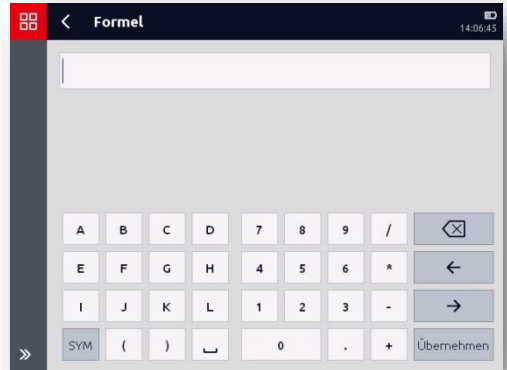 Formel
14:06:45
A B C D 7 8 9 /
E F G H 4 5 6 *
I J K L 1 2 3 -
SYM ( ) 0 . + Übernehmen